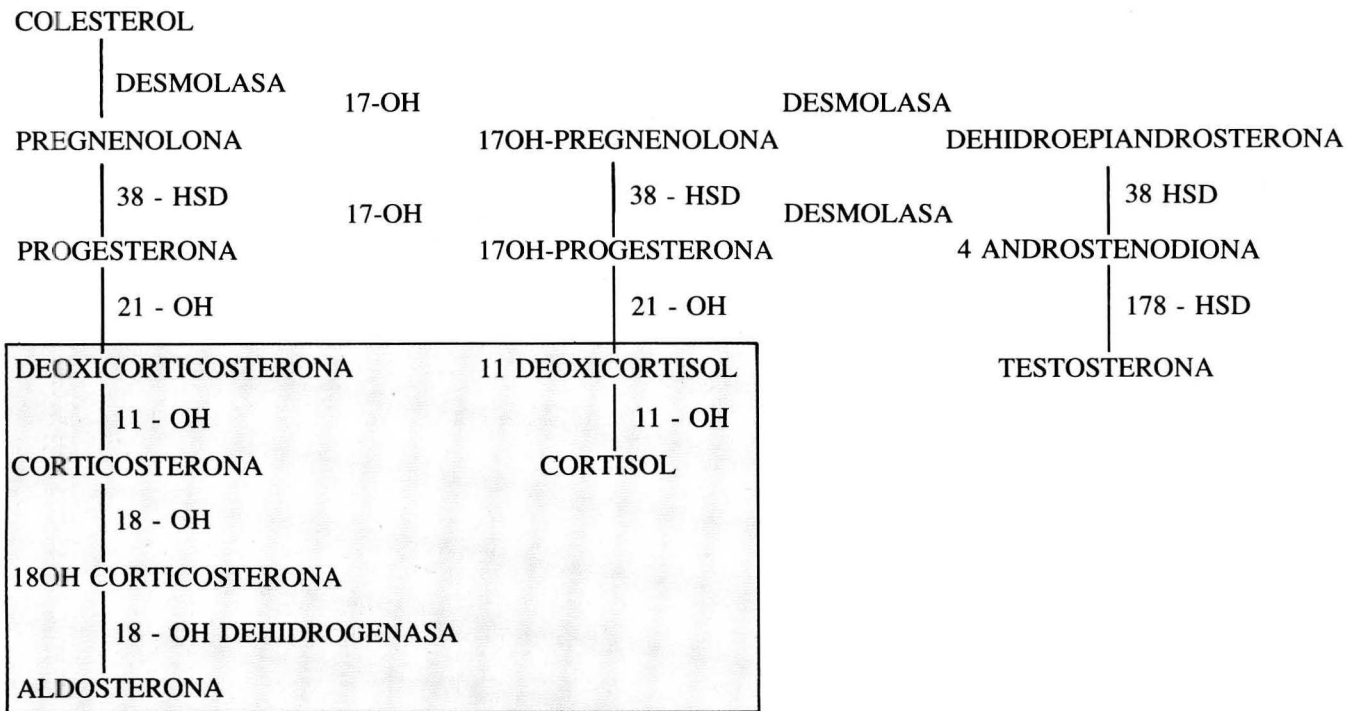 COLESTEROL
DESMOLASA
17-OH
DESMOLASA
PREGNENOLONA 17OH-PREGNENOLONA DEHIDROEPIANDROSTERONA
38 - HSD 38 - HSD 38 HSD
17-OH DESMOLASA
PROGESTERONA 17OH-PROGESTERONA 4 ANDROSTENODIONA
21 - OH 21 - OH 178 - HSD
DEOXICORTICOSTERONA 11 DEOXICORTISOL TESTOSTERONA
11 - OH 11 - OH
CORTICOSTERONA CORTISOL
18 - OH
18OH CORTICOSTERONA
18 - OH DEHIDROGENASA
ALDOSTERONA